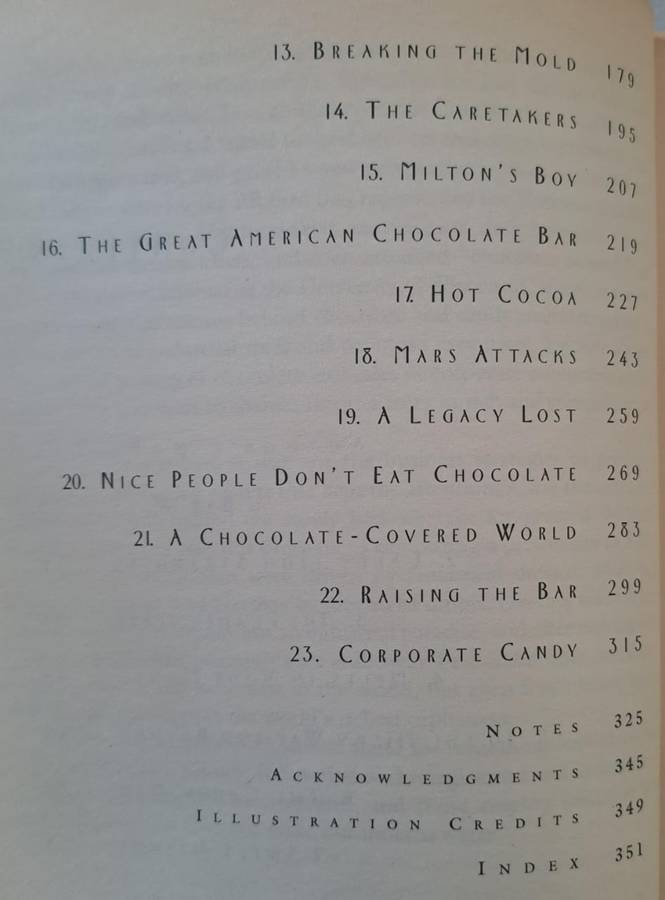 13. Breaking the Mold 179
14. The Caretakers 195
15. Milton's Boy 207
16. The Great American Chocolate Bar 219
17. Hot Cocoa 227
18. Mars Attacks 243
19. A Legacy Lost 259
20. Nice People Don't Eat Chocolate 269
21. A Chocolate-Covered World 283
22. Raising the Bar 299
23. Corporate Candy 315
Notes 325
Acknowledgments 345
Illustration Credits 349
Index 351